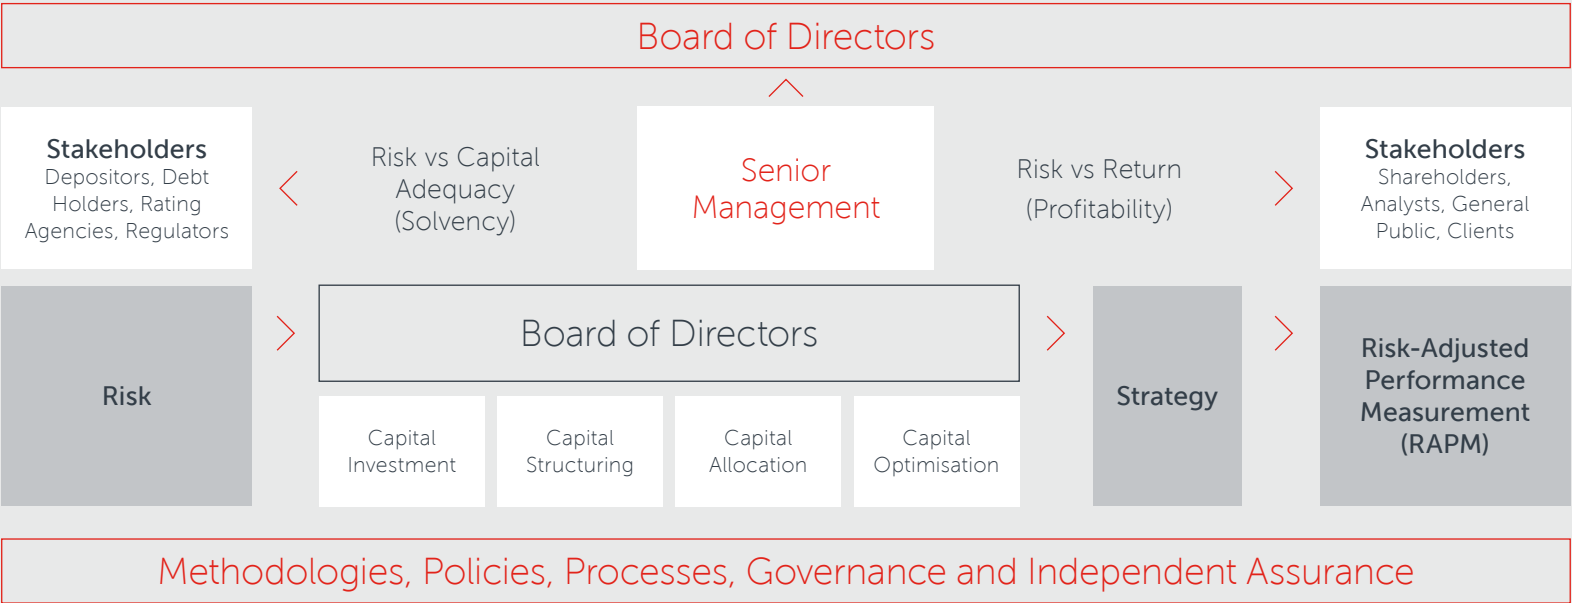 Board of Directors
Stakeholders
Depositors, Debt
Holders, Rating
Agencies, Regulators
Risk vs Capital
Adequacy
(Solvency)
Senior
Management
Risk vs Return
(Profitability)
Stakeholders
Shareholders,
Analysts, General
Public, Clients
Risk
Board of Directors
Capital
Investment
Capital
Structuring
Capital
Allocation
Capital
Optimisation
Strategy
Risk-Adjusted
Performance
Measurement
(RAPM)
Methodologies, Policies, Processes, Governance and Independent Assurance